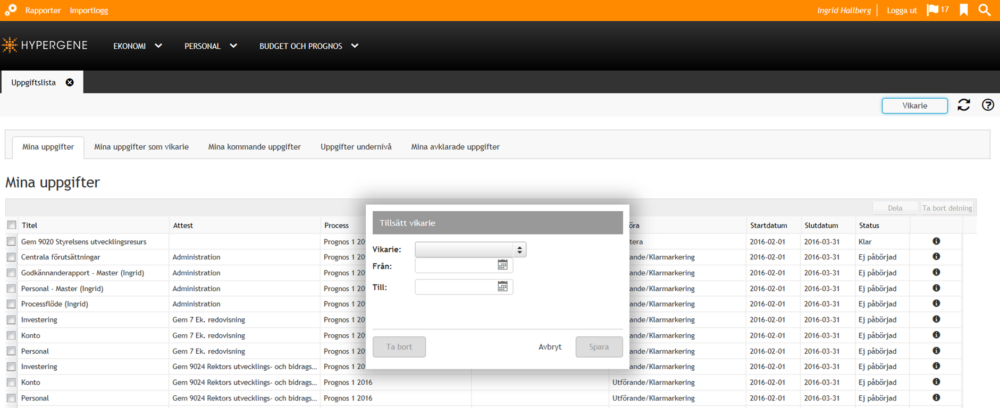 Rapporter Importlogg Ingrid Hallberg Logga ut 17
HYPERGENE EKONOMI PERSONAL BUDGET OCH PROGNOS
Uppgiftslista
Vikarie
Mina uppgifter Mina uppgifter som vikarie Mina kommande uppgifter Uppgifter undernivå Mina avklarade uppgifter
Mina uppgifter
Dela Ta bort delning
Titel Attest Process Startdatum Slutdatum Status
Gem 9020 Styrelsens utvecklingsresurs Prognos 1 2016-02-01 2016-03-31 Klar
Centrala förutsättningar Administration Prognos 1 ande/Klarmarkering 2016-02-01 2016-03-31 Ej påbörjad
Godkännanderapport - Master (Ingrid) Administration Prognos 1 ande/Klarmarkering 2016-02-01 2016-03-31 Ej påbörjad
Personal - Master (Ingrid) Administration Prognos 1 ande/Klarmarkering 2016-02-01 2016-03-31 Ej påbörjad
Processflöde (Ingrid) Administration Prognos 1 ande/Klarmarkering 2016-02-01 2016-03-31 Ej påbörjad
Investering Gem 7 Ek. redovisning Prognos 1 ande/Klarmarkering 2016-02-01 2016-03-31 Ej påbörjad
Konto Gem 7 Ek. redovisning Prognos 1 ande/Klarmarkering 2016-02-01 2016-03-31 Ej påbörjad
Personal Gem 7 Ek. redovisning Prognos 1 ande/Klarmarkering 2016-02-01 2016-03-31 Ej påbörjad
Investering Gem 9024 Rektors utvecklings- och bidrags... Prognos 1 ande/Klarmarkering 2016-02-01 2016-03-31 Ej påbörjad
Konto Gem 9024 Rektors utvecklings- och bidrags... Prognos 1 2016 Utförande/Klarmarkering 2016-02-01 2016-03-31 Ej påbörjad
Personal Gem 9024 Rektors utvecklings- och bidrags... Prognos 1 2016 Utförande/Klarmarkering 2016-02-01 2016-03-31 Ej påbörjad
Tillsätt vikarie
Vikarie:
Från:
Till:
Ta bort Avbryt Spara